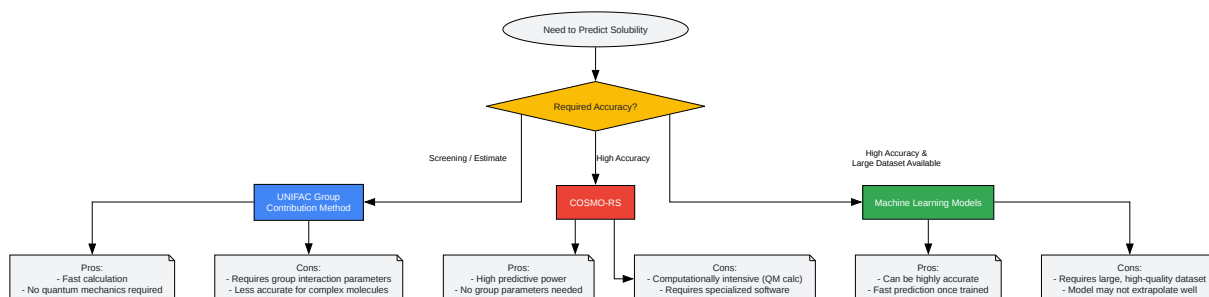 Need to Predict Solubility
Required Accuracy?
Screening / Estimate
High Accuracy
High Accuracy &
Large Dataset Available
UNIFAC Group
Contribution Method
COSMO-RS
Machine Learning Models
Pros:
- Fast calculation
- No quantum mechanics required
Cons:
- Requires group interaction parameters
- Less accurate for complex molecules
Pros:
- High predictive power
- No group parameters needed
Cons:
- Computationally intensive (QM calc)
- Requires specialized software
Pros:
- Can be highly accurate
- Fast prediction once trained
Cons:
- Requires large, high-quality dataset
- Model may not extrapolate well